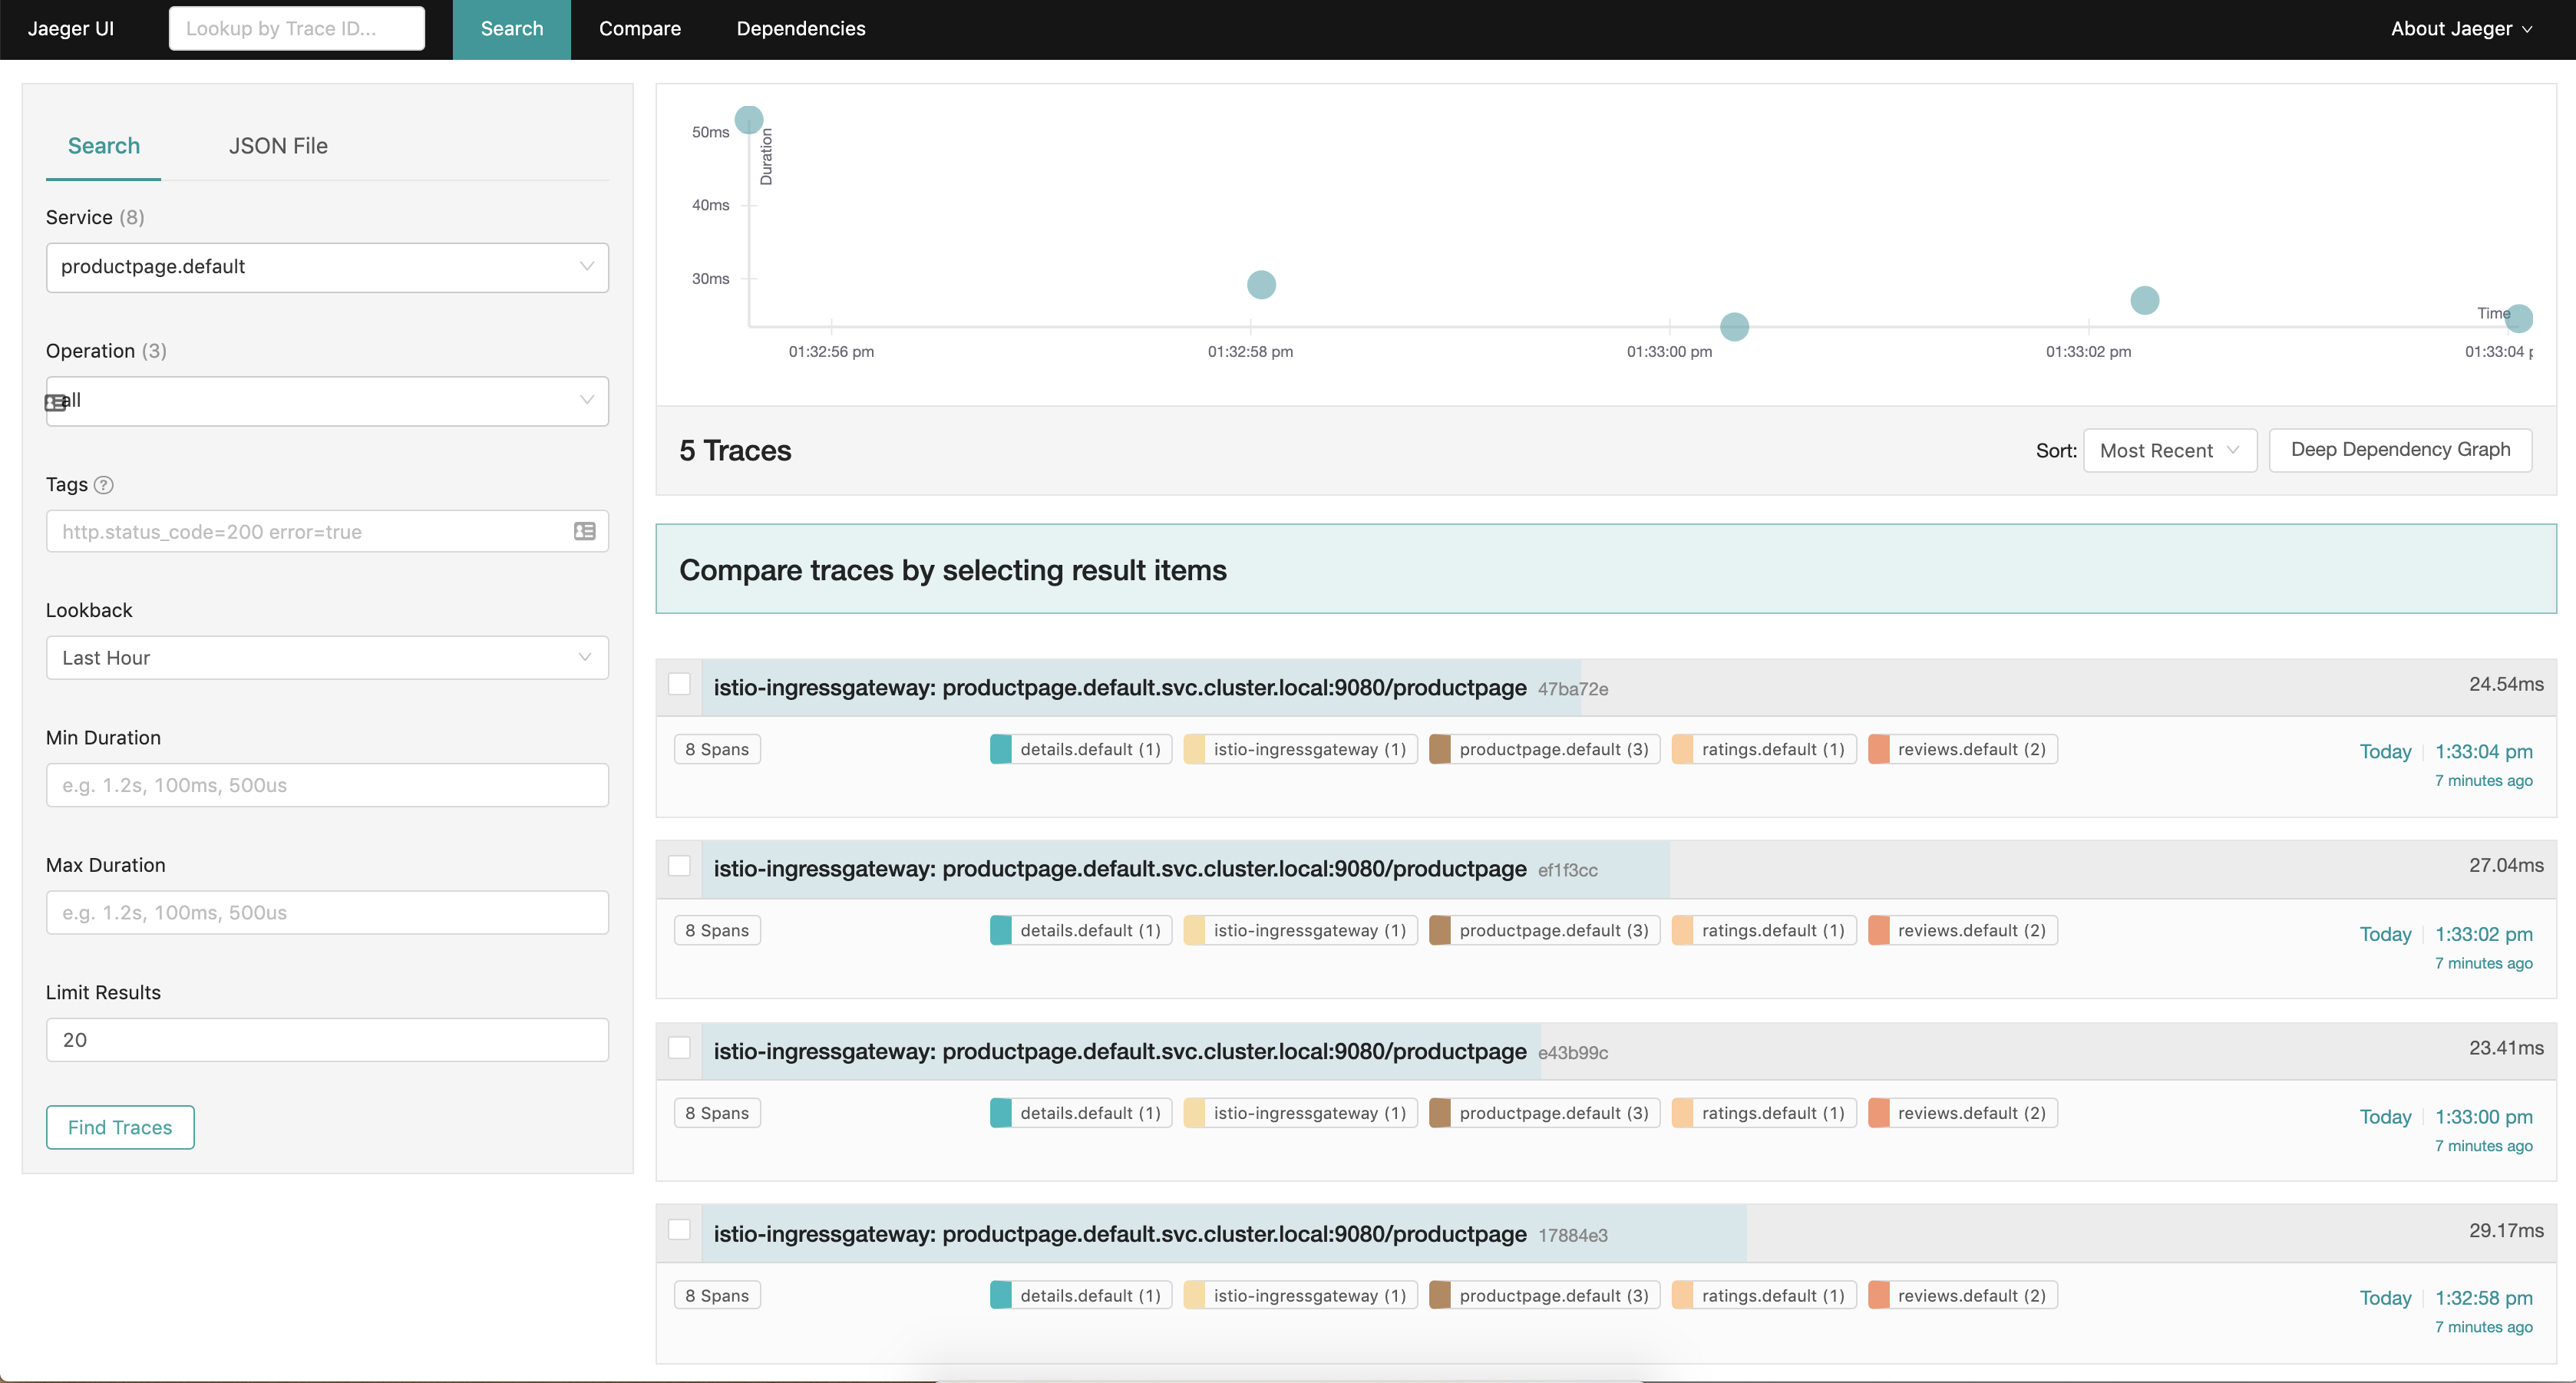 Jaeger UI
Lookup by Trace ID...
Search
Compare
Dependencies
About Jaeger
Search
JSON File
Service (8)
productpage.default
Operation (3)
all
Tags ?
http.status_code=200 error=true
Lookback
Last Hour
Min Duration
e.g. 1.2s, 100ms, 500us
Max Duration
e.g. 1.2s, 100ms, 500us
Limit Results
20
Find Traces
50ms
40ms
30ms
Duration
Time
01:32:56 pm
01:32:58 pm
01:33:00 pm
01:33:02 pm
01:33:04 p
5 Traces
Sort: Most Recent
Deep Dependency Graph
Compare traces by selecting result items
istio-ingressgateway: productpage.default.svc.cluster.local:9080/productpage 47ba72e 24.54ms
8 Spans
details.default (1) istio-ingressgateway (1) productpage.default (3) ratings.default (1) reviews.default (2)
Today 1:33:04 pm
7 minutes ago
istio-ingressgateway: productpage.default.svc.cluster.local:9080/productpage ef1f3cc 27.04ms
8 Spans
details.default (1) istio-ingressgateway (1) productpage.default (3) ratings.default (1) reviews.default (2)
Today 1:33:02 pm
7 minutes ago
istio-ingressgateway: productpage.default.svc.cluster.local:9080/productpage e43b99c 23.41ms
8 Spans
details.default (1) istio-ingressgateway (1) productpage.default (3) ratings.default (1) reviews.default (2)
Today 1:33:00 pm
7 minutes ago
istio-ingressgateway: productpage.default.svc.cluster.local:9080/productpage 17884e3 29.17ms
8 Spans
details.default (1) istio-ingressgateway (1) productpage.default (3) ratings.default (1) reviews.default (2)
Today 1:32:58 pm
7 minutes ago